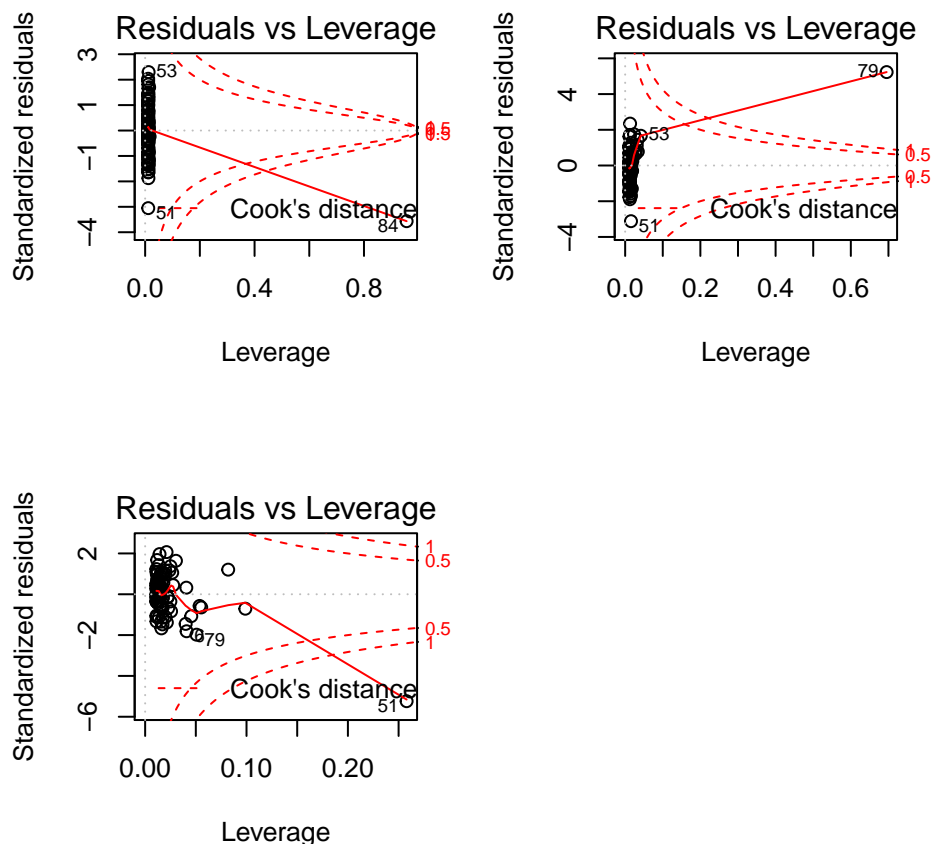 Residuals vs Leverage
Standardized residuals
3
1
−1
−4
53
51
84
0.5
0.5
Cook's distance
0.0 0.4 0.8
Leverage
Residuals vs Leverage
Standardized residuals
4
0
−4
79
53
51
1
0.5
0.5
1
Cook's distance
0.0 0.2 0.4 0.6
Leverage
Residuals vs Leverage
Standardized residuals
2
−2
−6
79
51
1
0.5
0.5
1
Cook's distance
0.00 0.10 0.20
Leverage